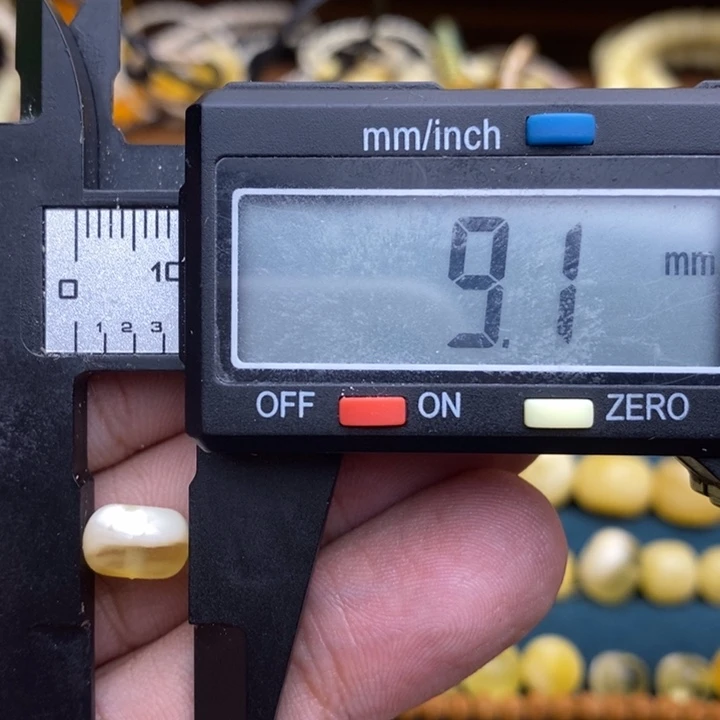 mm/inch
9.1 mm
0 10
1 2 3
OFF ON ZERO